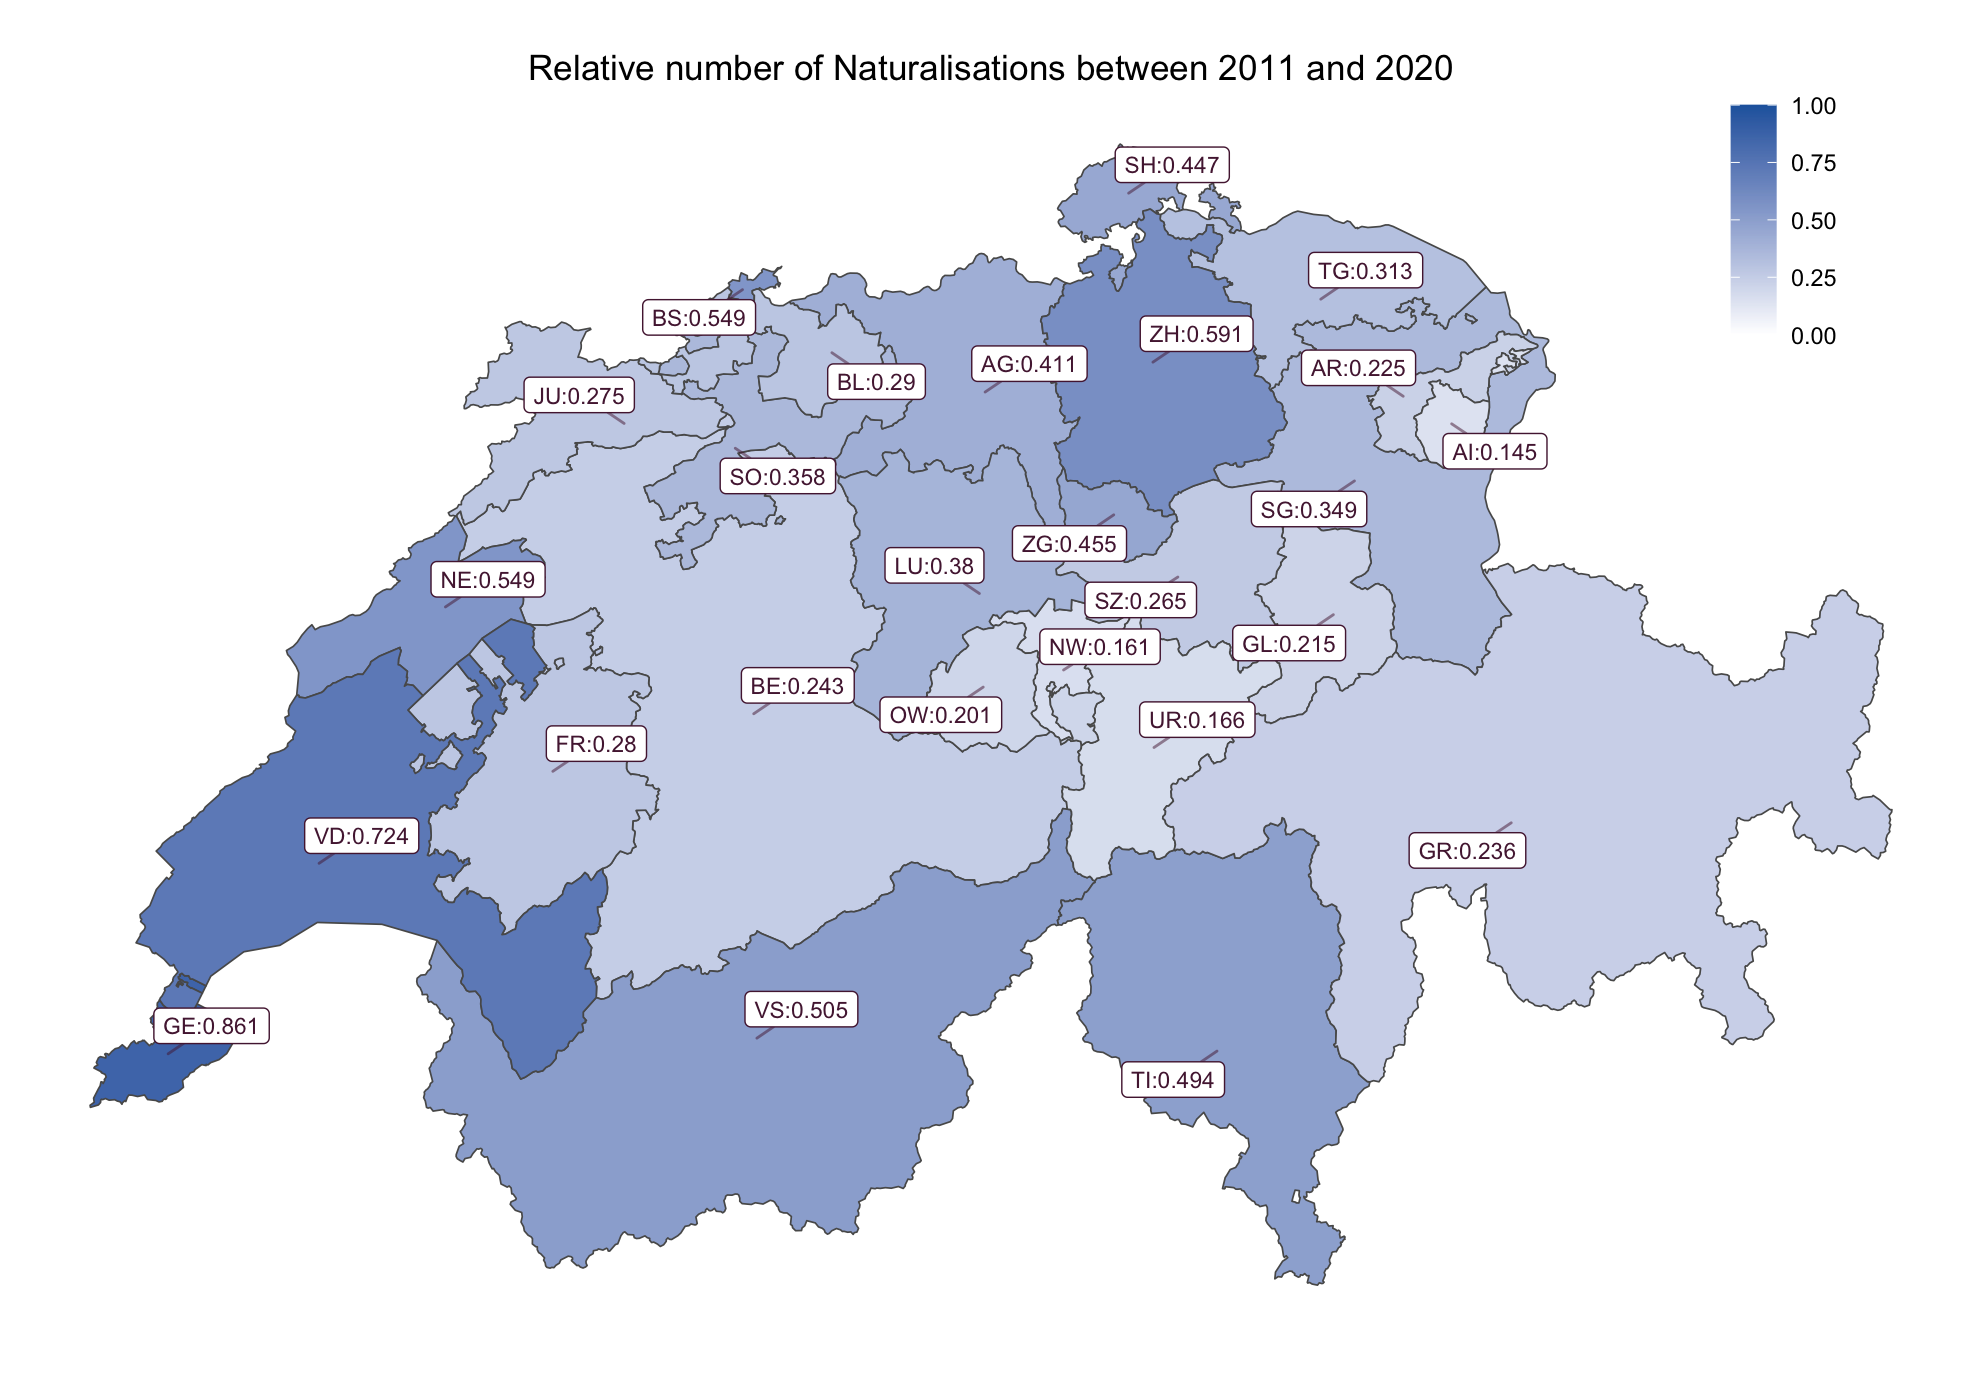 Relative number of Naturalisations between 2011 and 2020
1.00
0.75
0.50
0.25
0.00
SH:0.447
TG:0.313
BS:0.549
ZH:0.591
AG:0.411
AR:0.225
BL:0.29
JU:0.275
AI:0.145
SO:0.358
SG:0.349
ZG:0.455
LU:0.38
NE:0.549
SZ:0.265
GL:0.215
NW:0.161
BE:0.243
OW:0.201
UR:0.166
FR:0.28
VD:0.724
GR:0.236
VS:0.505
GE:0.861
TI:0.494